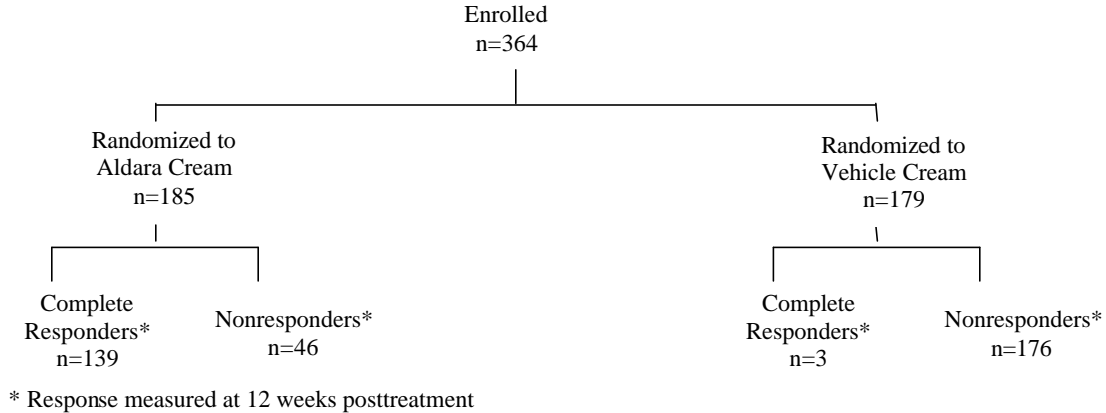 Enrolled
n=364
Randomized to
Aldara Cream
n=185
Randomized to
Vehicle Cream
n=179
Complete
Responders*
n=139
Nonresponders*
n=46
Complete
Responders*
n=3
Nonresponders*
n=176
* Response measured at 12 weeks posttreatment